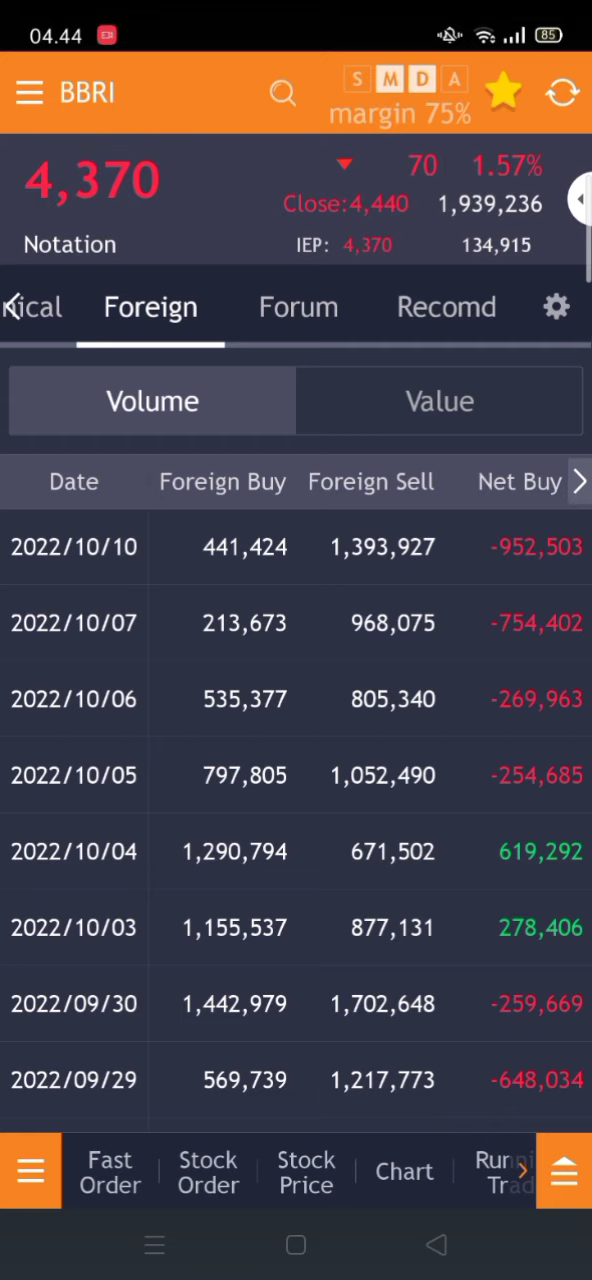 04.44
85
BBRI
S M D A
margin 75%
4,370
70 1.57%
Close:4,440 1,939,236
Notation
IEP: 4,370 134,915
nical Foreign Forum Recomd
Volume Value
Date Foreign Buy Foreign Sell Net Buy
2022/10/10 441,424 1,393,927 -952,503
2022/10/07 213,673 968,075 -754,402
2022/10/06 535,377 805,340 -269,963
2022/10/05 797,805 1,052,490 -254,685
2022/10/04 1,290,794 671,502 619,292
2022/10/03 1,155,537 877,131 278,406
2022/09/30 1,442,979 1,702,648 -259,669
2022/09/29 569,739 1,217,773 -648,034
Fast Stock Stock Chart
Order Order Price Trad